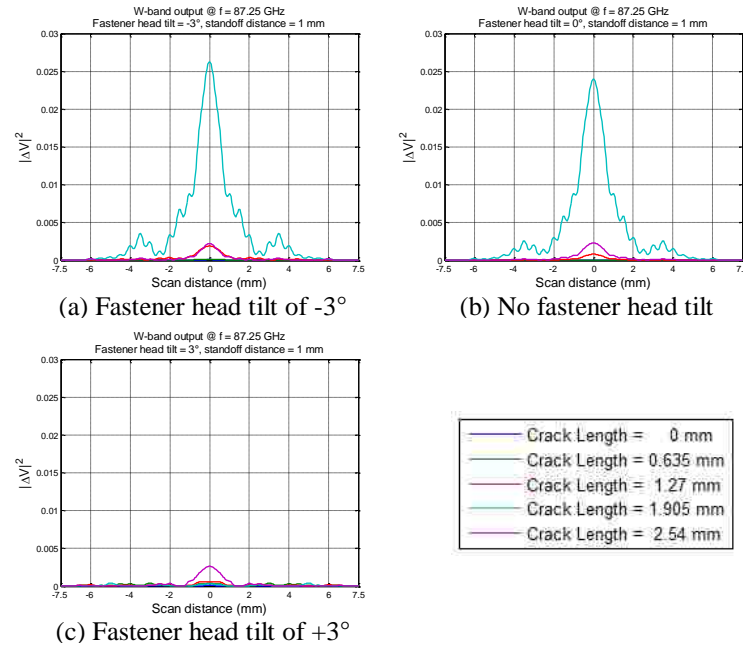 W-band output @ f = 87.25 GHz
Fastener head tilt = -3°, standoff distance = 1 mm
0.03
0.025
0.02
0.015
0.01
0.005
0
|ΔV|²
-7.5 -6 -4 -2 0 2 4 6 7.5
Scan distance (mm)
(a) Fastener head tilt of -3°
W-band output @ f = 87.25 GHz
Fastener head tilt = 0°, standoff distance = 1 mm
0.03
0.025
0.02
0.015
0.01
0.005
0
|ΔV|²
-7.5 -6 -4 -2 0 2 4 6 7.5
Scan distance (mm)
(b) No fastener head tilt
W-band output @ f = 87.25 GHz
Fastener head tilt = 3°, standoff distance = 1 mm
0.03
0.025
0.02
0.015
0.01
0.005
0
|ΔV|²
-7.5 -6 -4 -2 0 2 4 6 7.5
Scan distance (mm)
(c) Fastener head tilt of +3°
Crack Length = 0 mm
Crack Length = 0.635 mm
Crack Length = 1.27 mm
Crack Length = 1.905 mm
Crack Length = 2.54 mm